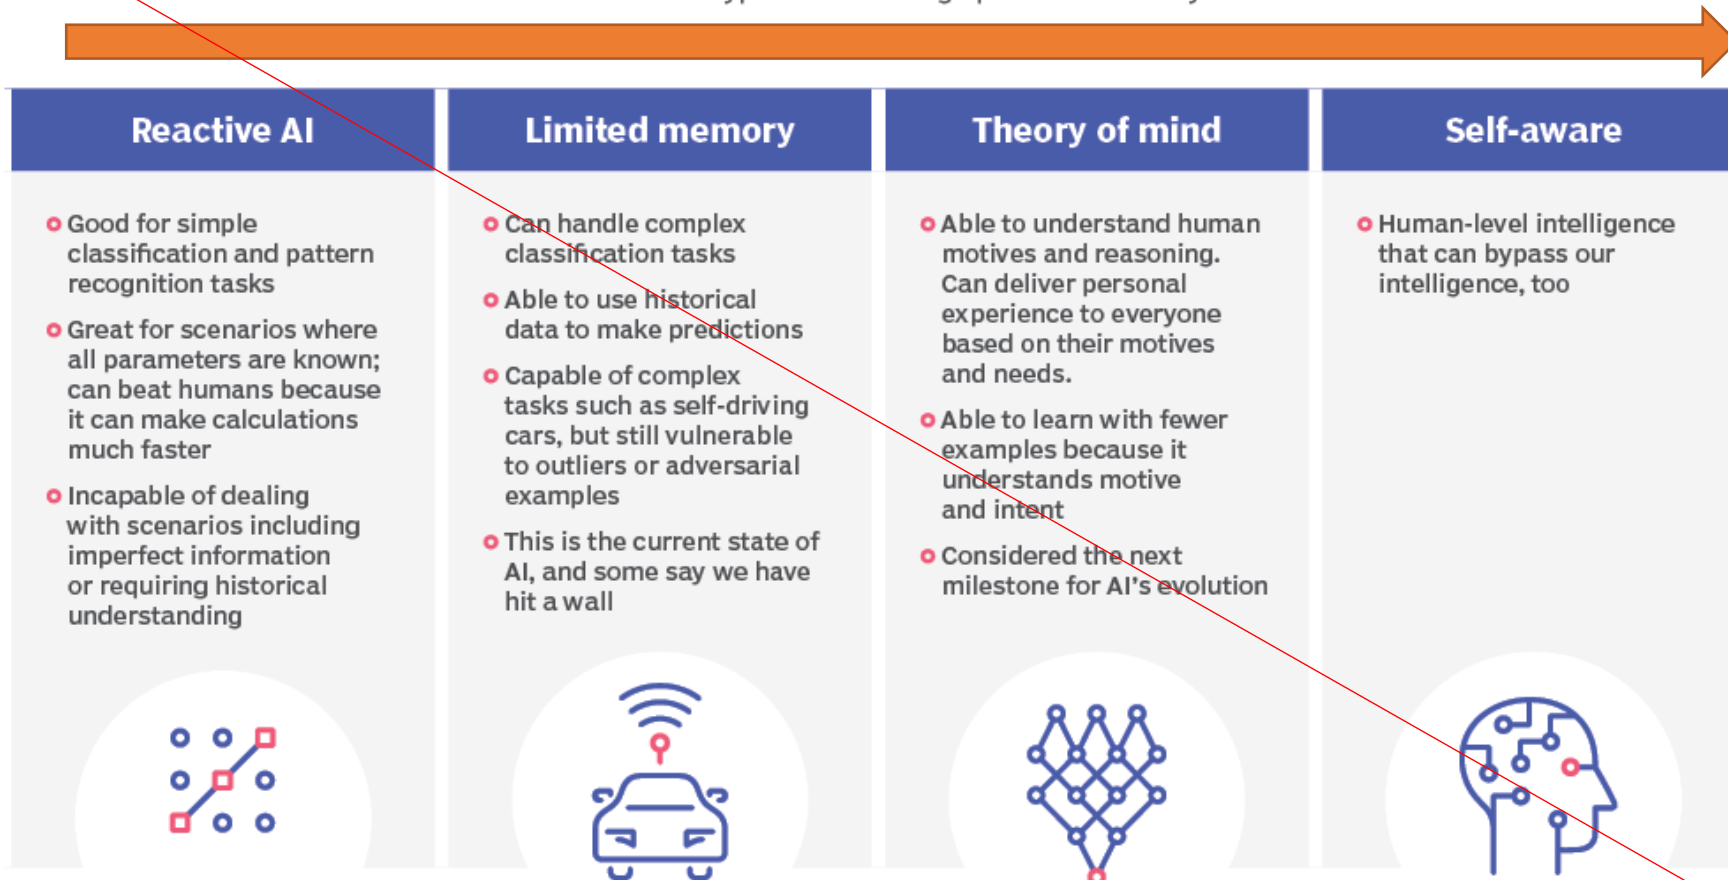 Reactive AI
Good for simple
classification and pattern
recognition tasks
Great for scenarios where
all parameters are known;
can beat humans because
it can make calculations
much faster
Incapable of dealing
with scenarios including
imperfect information
or requiring historical
understanding
Limited memory
Can handle complex
classification tasks
Able to use historical
data to make predictions
Capable of complex
tasks such as self-driving
cars, but still vulnerable
to outliers or adversarial
examples
This is the current state of
AI, and some say we have
hit a wall
Theory of mind
Able to understand human
motives and reasoning.
Can deliver personal
experience to everyone
based on their motives
and needs.
Able to learn with fewer
examples because it
understands motive
and intent
Considered the next
milestone for AI's evolution
Self-aware
Human-level intelligence
that can bypass our
intelligence, too